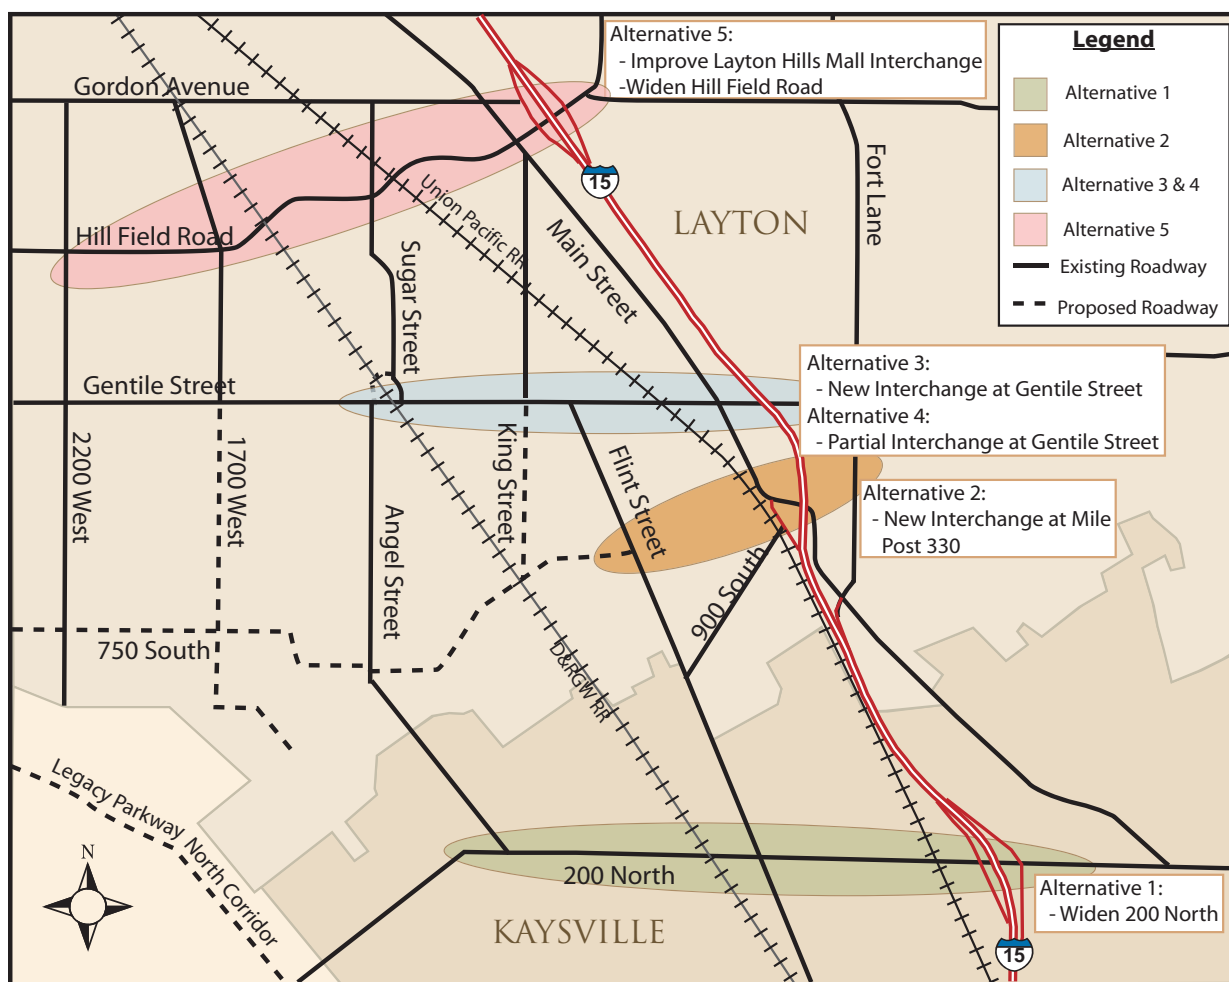 Alternative 5:
- Improve Layton Hills Mall Interchange
-Widen Hill Field Road
Legend
Alternative 1
Alternative 2
Alternative 3 & 4
Alternative 5
Existing Roadway
Proposed Roadway
Gordon Avenue
15
Fort Lane
LAYTON
Union Pacific RR
Main Street
Hill Field Road
Sugar Street
Gentile Street
Alternative 3:
- New Interchange at Gentile Street
Alternative 4:
- Partial Interchange at Gentile Street
2200 West
1700 West
King Street
Flint Street
Angel Street
Alternative 2:
- New Interchange at Mile
Post 330
900 South
750 South
D&RGW RR
Legacy Parkway North Corridor
N
200 North
Alternative 1:
- Widen 200 North
KAYSVILLE
15